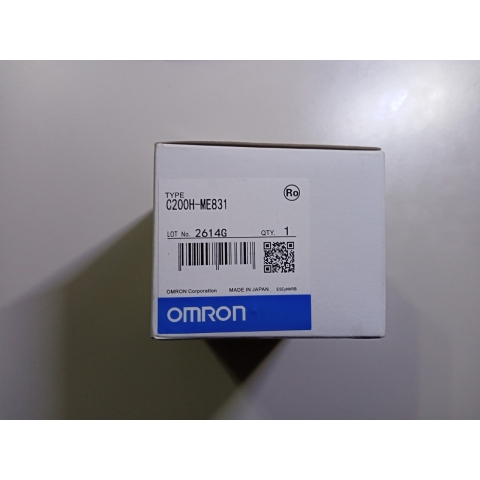 TYPE
C200H-ME831
Ro
LOT No. 2614G QTY. 1
OMRON Corporation MADE IN JAPAN
OMRON